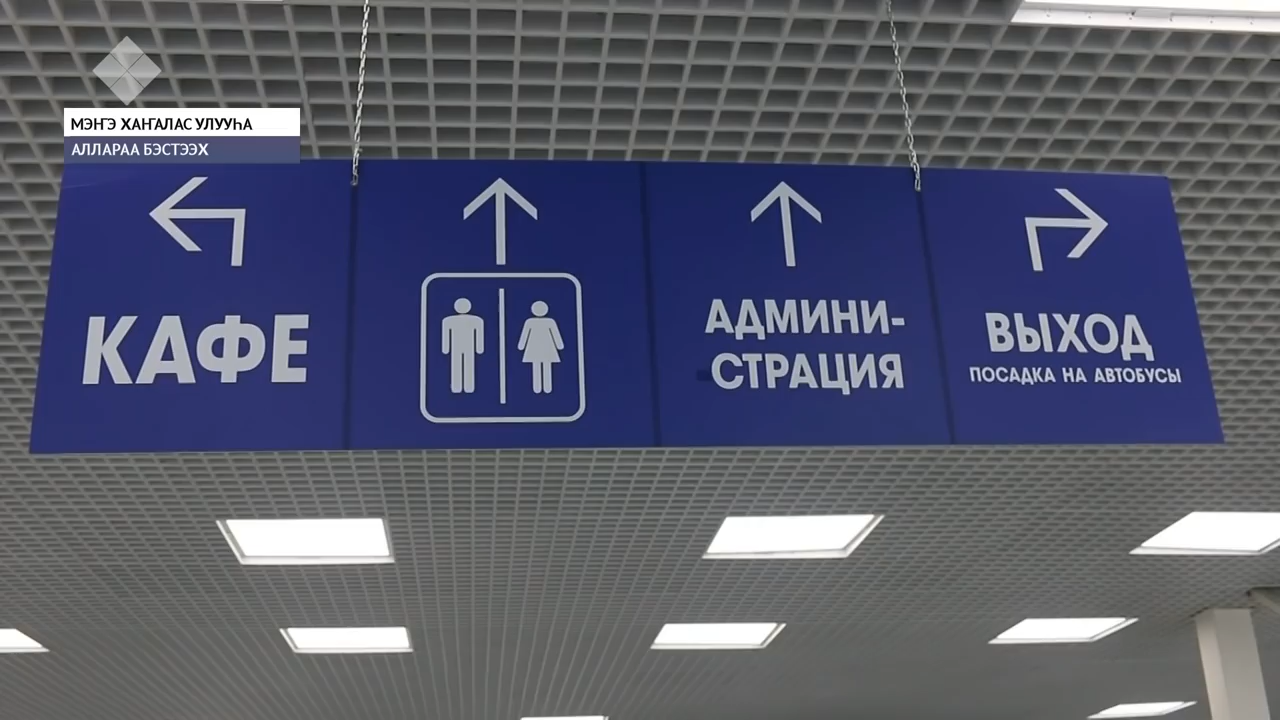 МЭҤЭ ХАҤАЛАС УЛУУҺА
АЛЛАРАА БЭСТЭЭХ
КАФЕ
АДМИНИ-
СТРАЦИЯ
ВЫХОД
ПОСАДКА НА АВТОБУСЫ